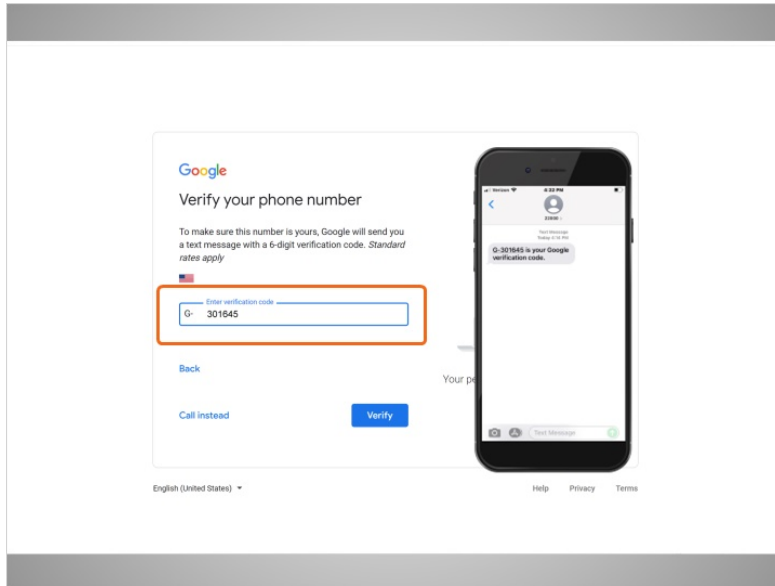 Google
Verify your phone number
To make sure this number is yours, Google will send you
a text message with a 6-digit verification code. Standard
rates apply
Enter verification code
G- 301645
Back
Your pe
Call instead
Verify
English (United States)
Help Privacy Terms
Verizon
4:33 PM
Text Message
G-301645 is your Google
verification code.
Text Message